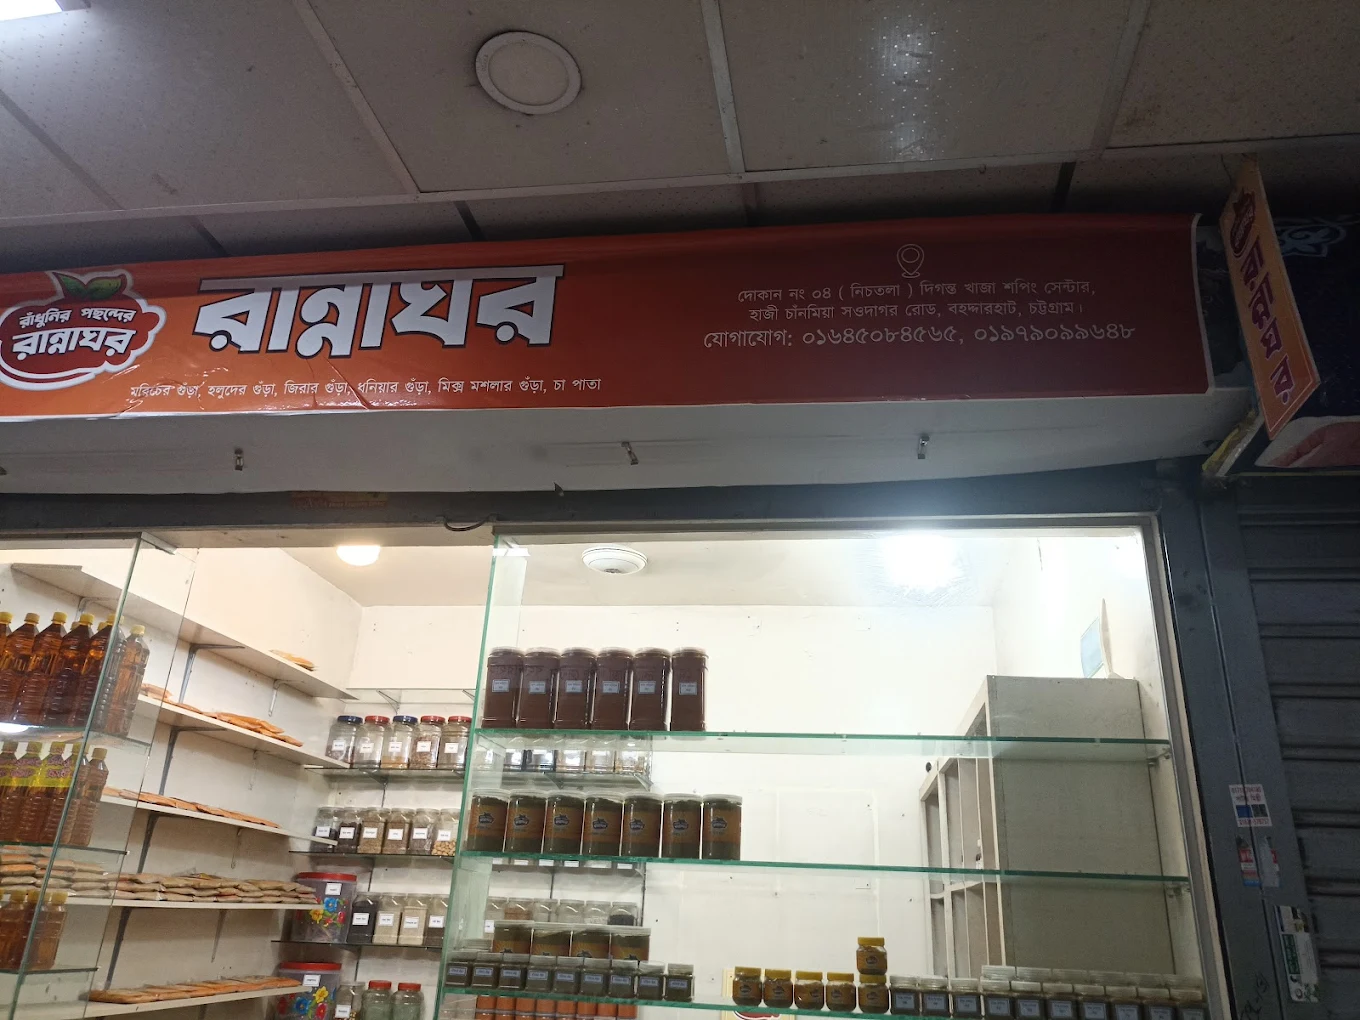 রাঁধুনির পছন্দের
রান্নাঘর
রান্নাঘর
মরিচের গুঁড়া, হলুদের গুঁড়া, জিরার গুঁড়া, ধনিয়ার গুঁড়া, মিক্স মশলার গুঁড়া, চা পাতা
দোকান নং ০৪ ( নিচতলা ) দিগন্ত খাজা শপিং সেন্টার,
হাজী চাঁনমিয়া সওদাগর রোড, বহদ্দারহাট, চট্টগ্রাম।
যোগাযোগ: ০১৬৪৫০৮৪৫৬৫, ০১৯৭৯০৯৯৬৪৮
রান্নাঘর